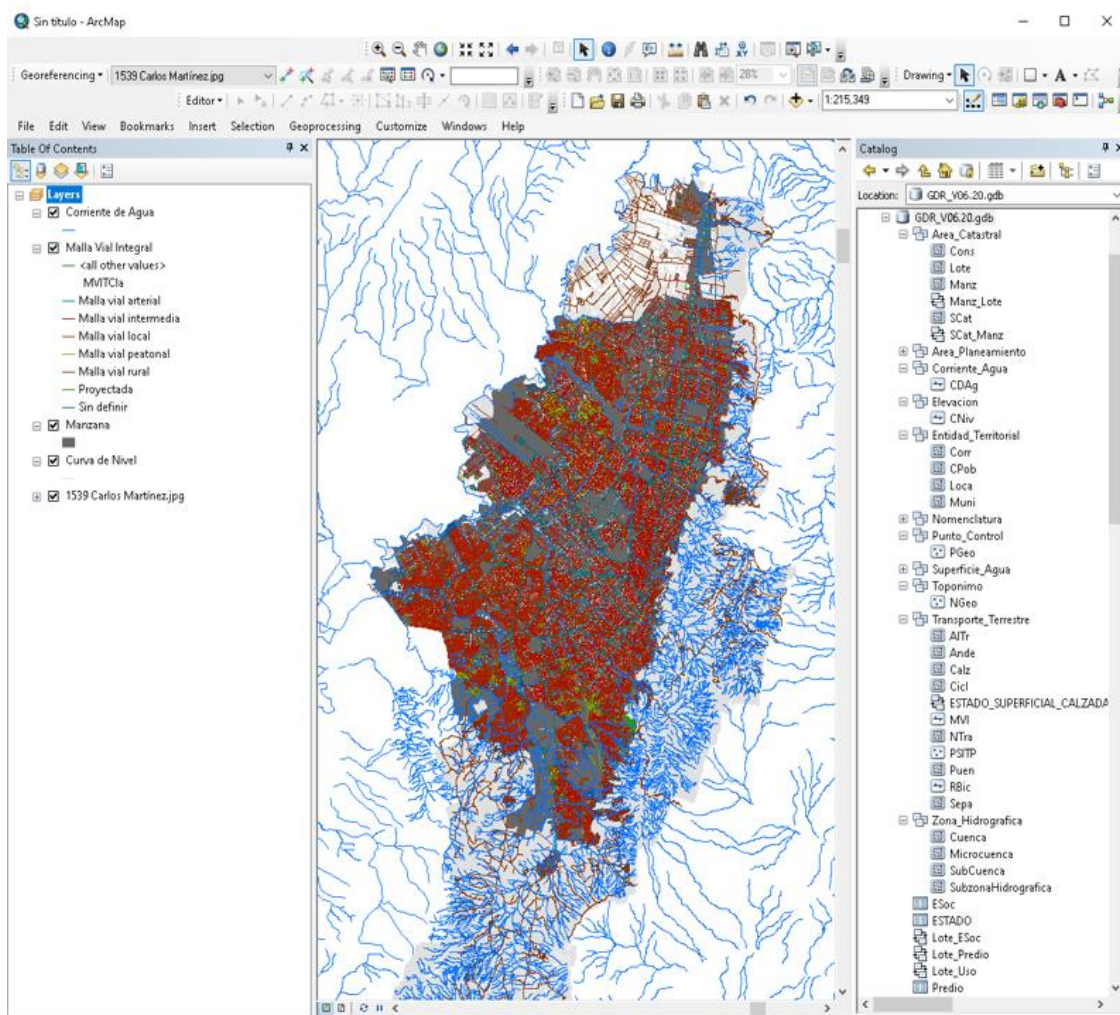 Sin título - ArcMap
Georeferencing
1539 Carlos Martínez.jpg
28%
Drawing
A
Editor
1:215,349
File Edit View Bookmarks Insert Selection Geoprocessing Customize Windows Help
Table Of Contents
Layers
Corriente de Agua
Malla Vial Integral
<all other values>
MVITCla
Malla vial arterial
Malla vial intermedia
Malla vial local
Malla vial peatonal
Malla vial rural
Proyectada
Sin definir
Manzana
Curva de Nivel
1539 Carlos Martínez.jpg
Catalog
Location: GDR_V06.20.gdb
GDR_V06.20.gdb
Area_Catastral
Cons
Lote
Manz
Manz_Lote
SCat
SCat_Manz
Area_Planeamiento
Corriente_Agua
CDAg
Elevacion
CNiv
Entidad_Territorial
Corr
CPob
Loca
Muni
Nomenclatura
Punto_Control
PGeo
Superficie_Agua
Toponimo
NGeo
Transporte_Terrestre
AITr
Ande
Calz
Cicl
ESTADO_SUPERFICIAL_CALZADA
MVI
NTra
PSITP
Puen
RBic
Sepa
Zona_Hidrografica
Cuenca
Microcuenca
SubCuenca
SubzonaHidrografica
ESoc
ESTADO
Lote_ESoc
Lote_Predio
Lote_Uso
Predio